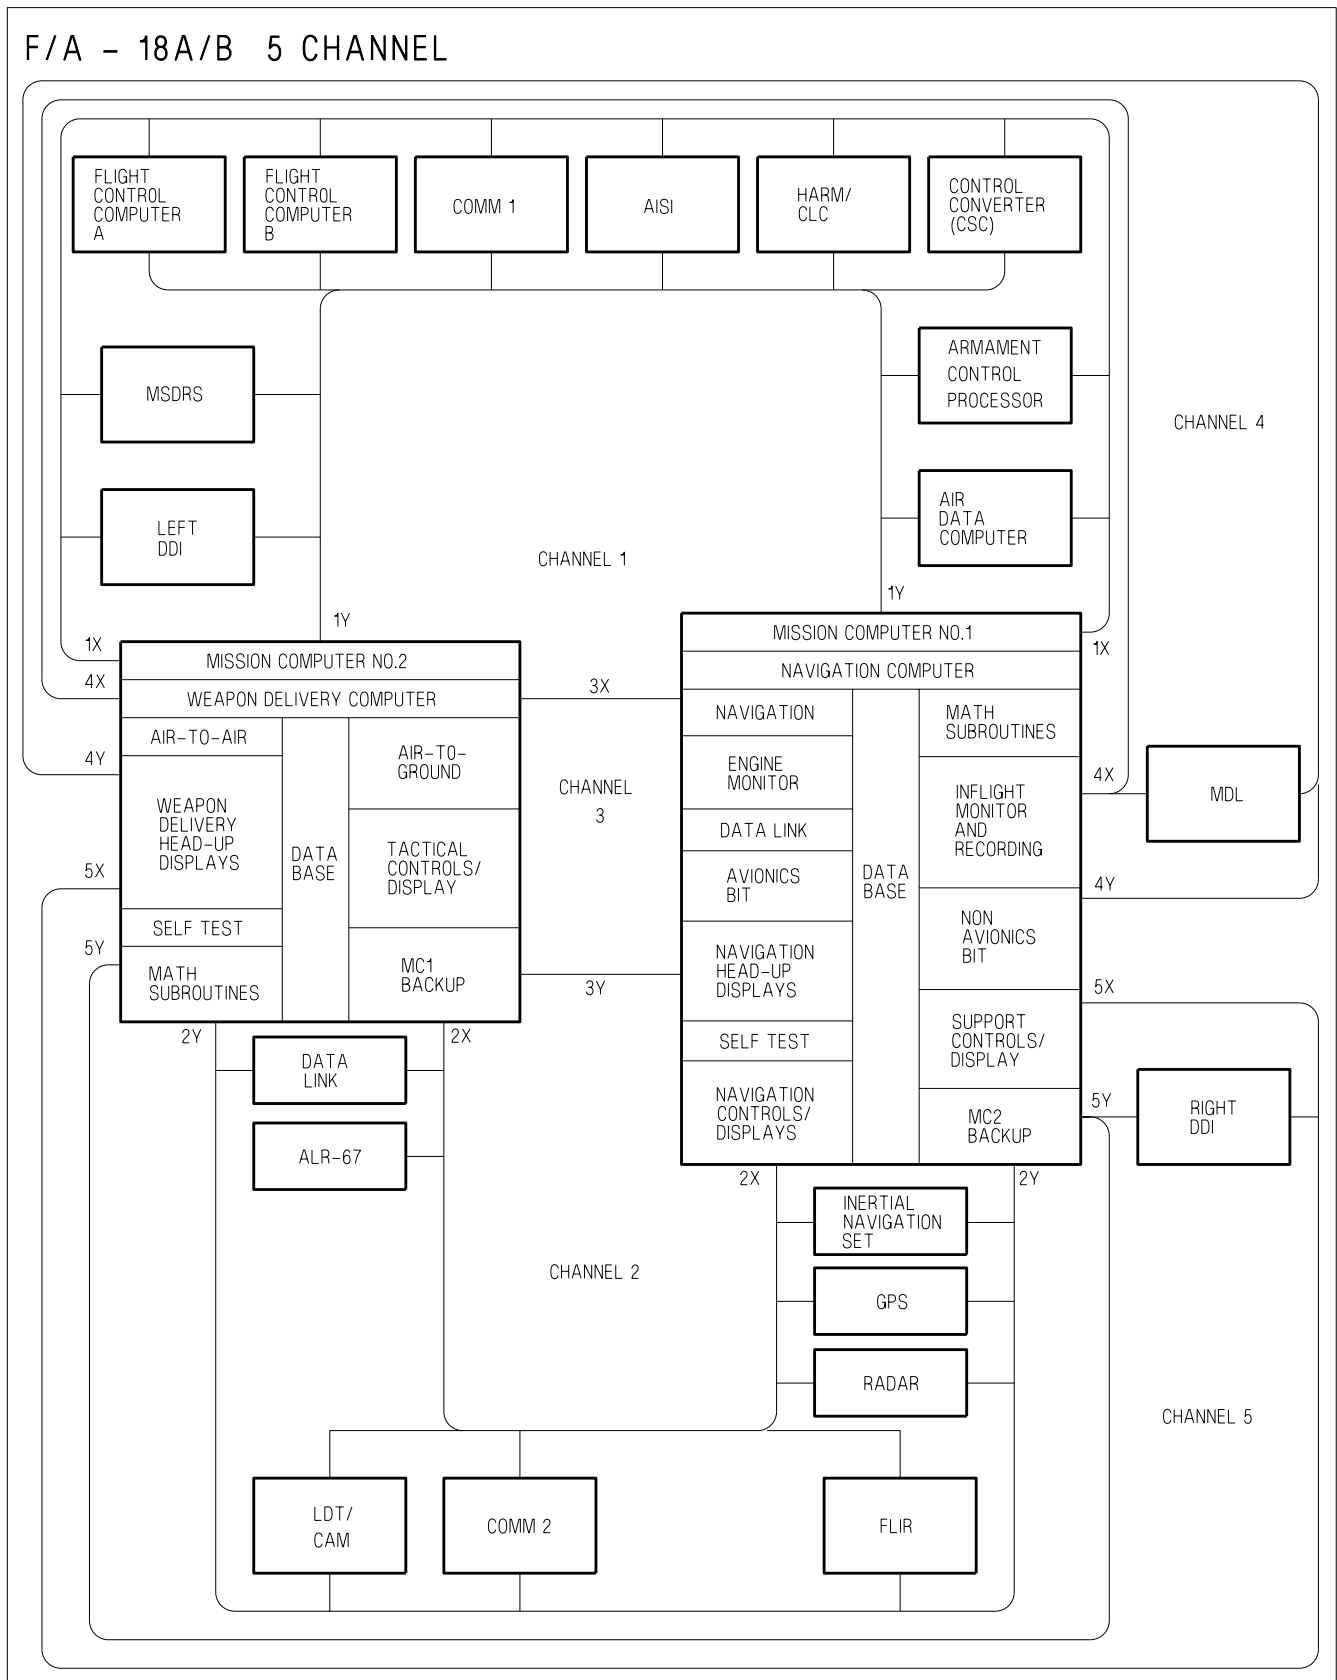 F/A - 18A/B 5 CHANNEL
FLIGHT
CONTROL
COMPUTER
A
FLIGHT
CONTROL
COMPUTER
B
COMM 1
AISI
HARM/
CLC
CONTROL
CONVERTER
(CSC)
MSDRS
ARMAMENT
CONTROL
PROCESSOR
CHANNEL 4
LEFT
DDI
AIR
DATA
COMPUTER
CHANNEL 1
1Y
1Y
1X
1X
MISSION COMPUTER NO.2
4X
WEAPON DELIVERY COMPUTER
AIR-TO-AIR
4Y
WEAPON
DELIVERY
HEAD-UP
DISPLAYS
5X
SELF TEST
5Y
MATH
SUBROUTINES
DATA
BASE
AIR-TO-
GROUND
TACTICAL
CONTROLS/
DISPLAY
MC1
BACKUP
3X
CHANNEL
3
3Y
MISSION COMPUTER NO.1
NAVIGATION COMPUTER
NAVIGATION
ENGINE
MONITOR
DATA LINK
AVIONICS
BIT
NAVIGATION
HEAD-UP
DISPLAYS
SELF TEST
NAVIGATION
CONTROLS/
DISPLAYS
DATA
BASE
MATH
SUBROUTINES
INFLIGHT
MONITOR
AND
RECORDING
NON
AVIONICS
BIT
SUPPORT
CONTROLS/
DISPLAY
MC2
BACKUP
4X
MDL
4Y
5X
5Y
RIGHT
DDI
2Y
2X
DATA
LINK
ALR-67
2X
2Y
INERTIAL
NAVIGATION
SET
CHANNEL 2
GPS
RADAR
CHANNEL 5
LDT/
CAM
COMM 2
FLIR